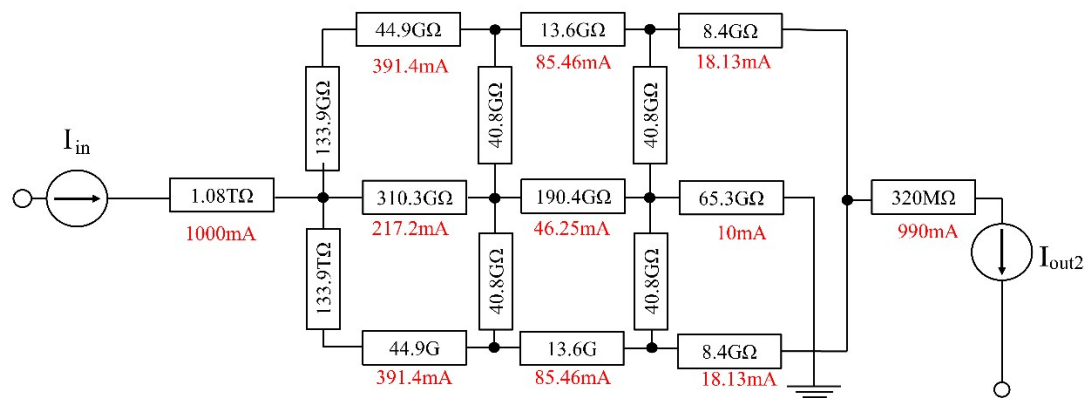 44.9GΩ 13.6GΩ 8.4GΩ
391.4mA 85.46mA 18.13mA
133.9GΩ 40.8GΩ 40.8GΩ
I in
1.08TΩ 310.3GΩ 190.4GΩ 65.3GΩ 320MΩ
1000mA 217.2mA 46.25mA 10mA 990mA
133.9TΩ 40.8GΩ 40.8GΩ
Iout2
44.9G 13.6G 8.4GΩ
391.4mA 85.46mA 18.13mA